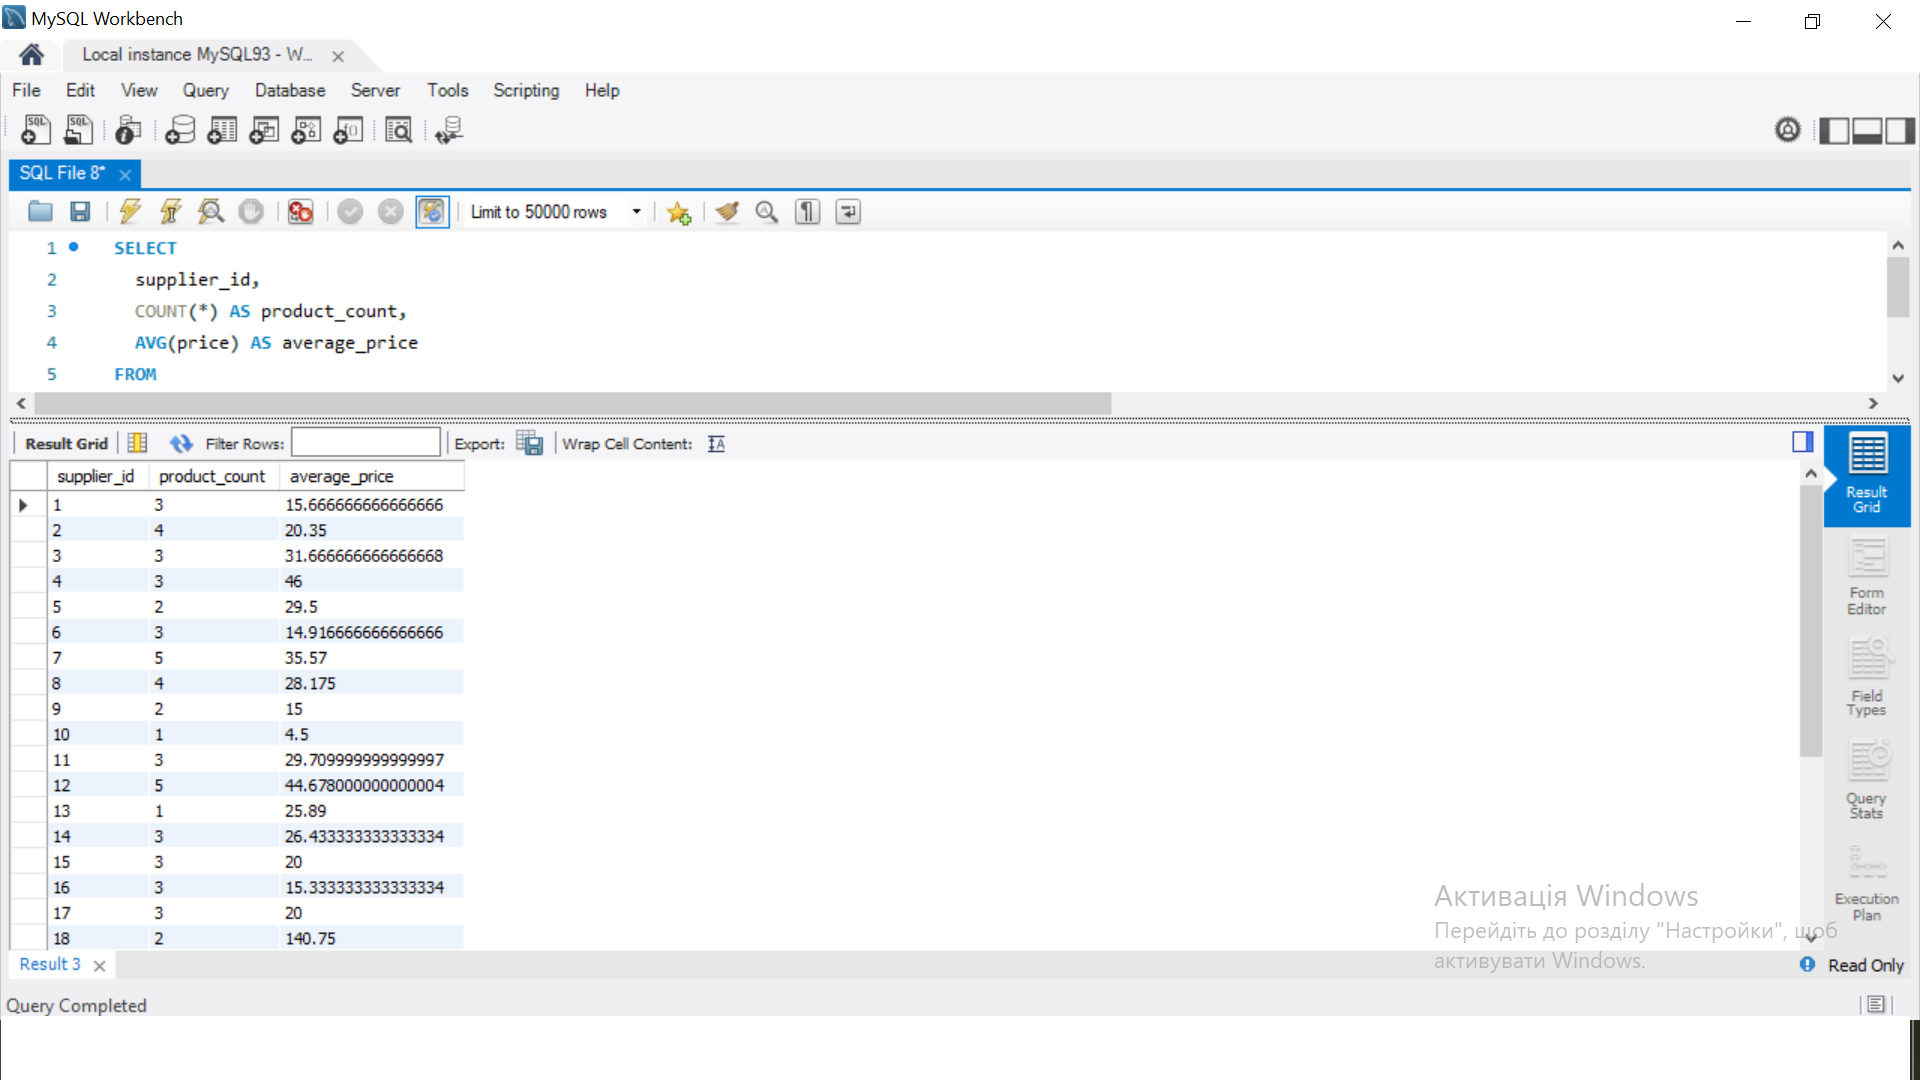 MySQL Workbench
Local instance MySQL93 - W...
File Edit View Query Database Server Tools Scripting Help
SQL File 8*
Limit to 50000 rows
1 SELECT
2 supplier_id,
3 COUNT(*) AS product_count,
4 AVG(price) AS average_price
5 FROM
Result Grid Filter Rows: Export: Wrap Cell Content:
supplier_id product_count average_price
1 3 15.666666666666666
2 4 20.35
3 3 31.666666666666668
4 3 46
5 2 29.5
6 3 14.916666666666666
7 5 35.57
8 4 28.175
9 2 15
10 1 4.5
11 3 29.709999999999997
12 5 44.678000000000004
13 1 25.89
14 3 26.433333333333334
15 3 20
16 3 15.333333333333334
17 3 20
18 2 140.75
Result
Grid
Form
Editor
Field
Types
Query
Stats
Execution
Plan
Активація Windows
Перейдіть до розділу "Настройки", щоб
активувати Windows.
Result 3
Read Only
Query Completed